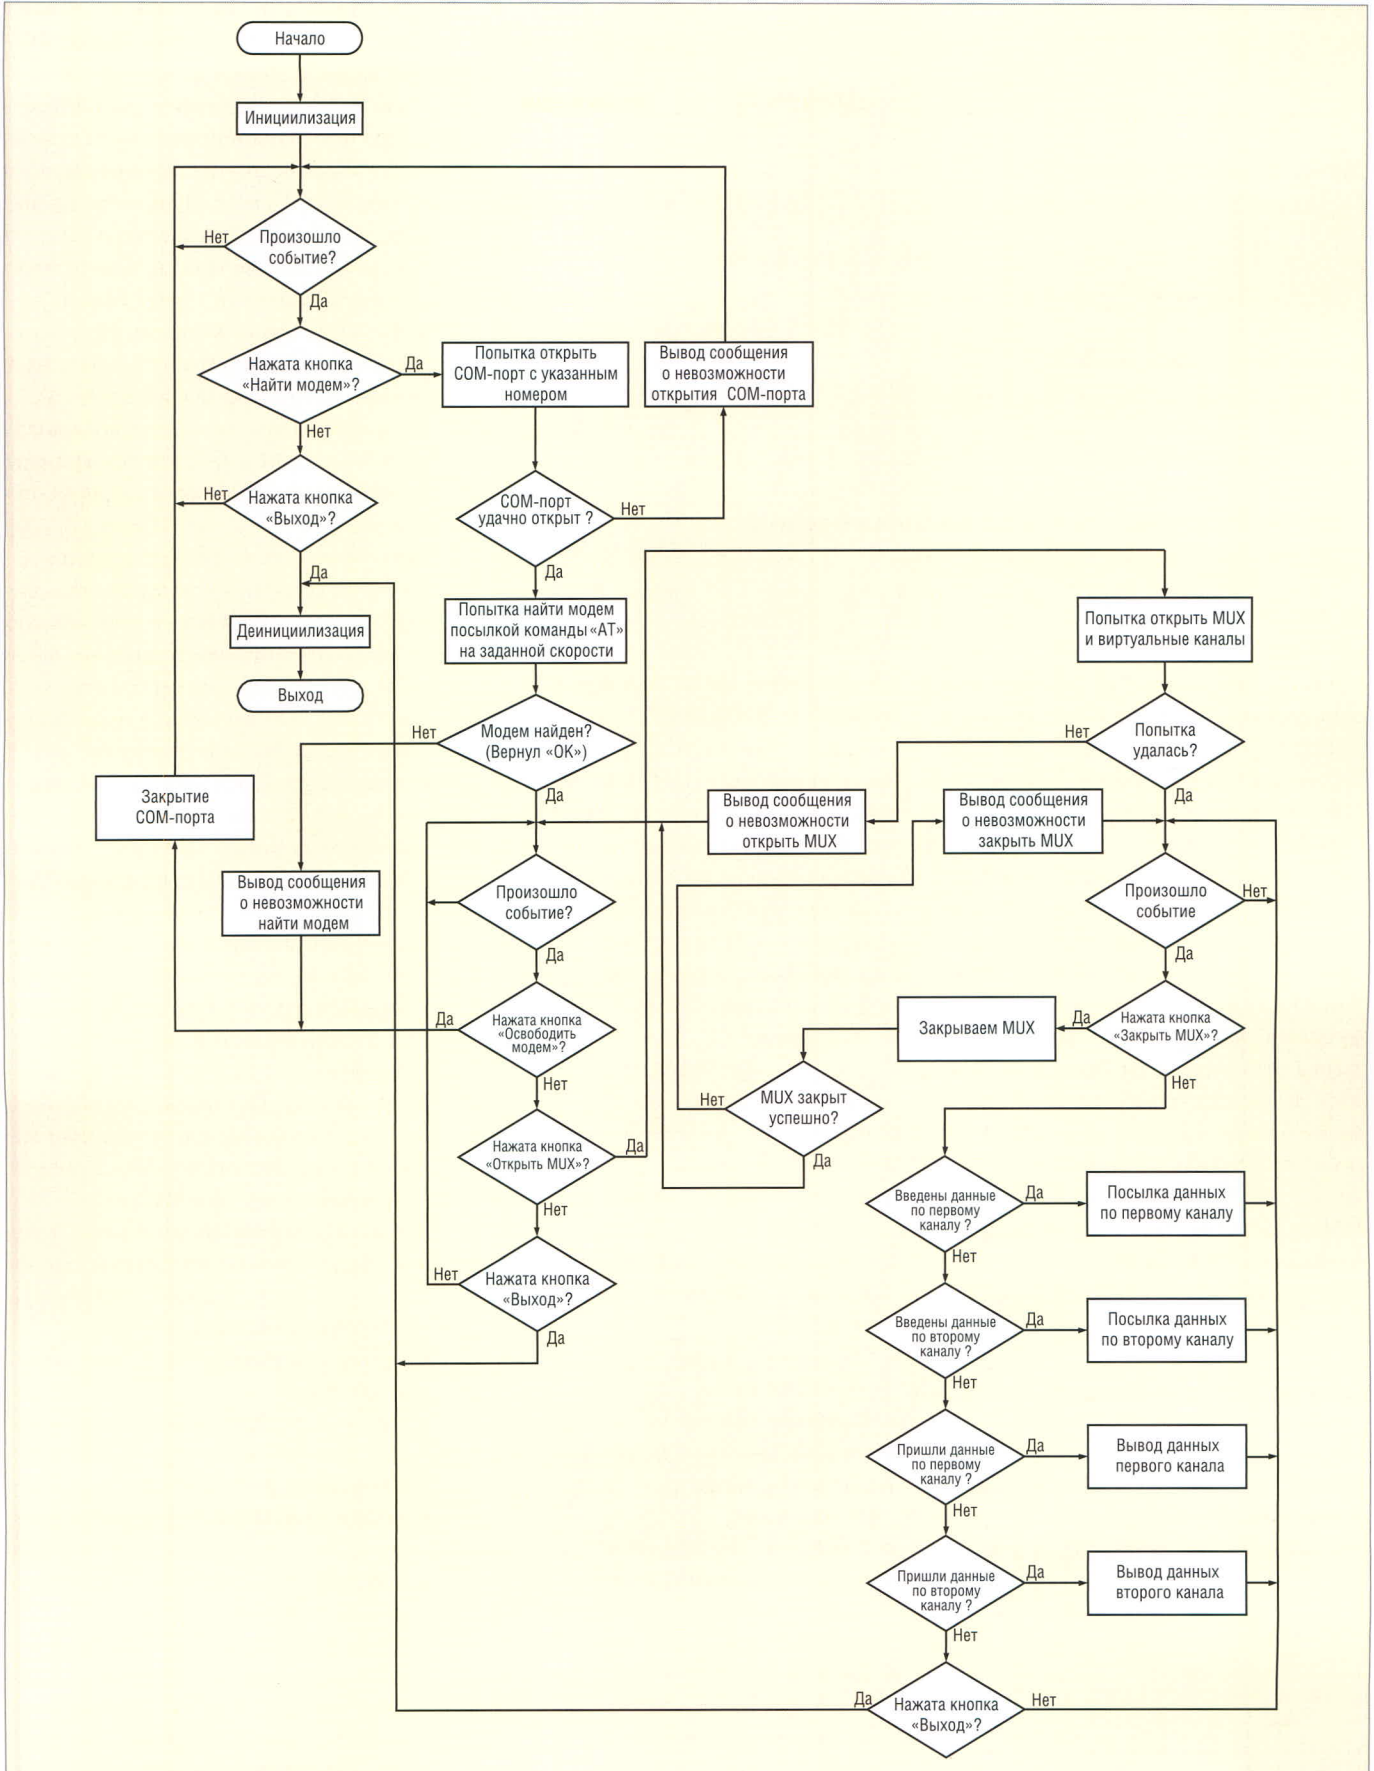 Начало
Инициилизация
Произошло
событие?
Нет
Да
Нажата кнопка
«Найти модем»?
Да
Нет
Попытка открыть
COM-порт с указанным
номером
Вывод сообщения
о невозможности
открытия COM-порта
Нажата кнопка
«Выход»?
Нет
Да
COM-порт
удачно открыт ?
Нет
Да
Деинициилизация
Выход
Попытка найти модем
посылкой команды «AT»
на заданной скорости
Попытка открыть MUX
и виртуальные каналы
Модем найден?
(Вернул «OK»)
Нет
Да
Попытка
удалась?
Нет
Да
Закрытие
COM-порта
Вывод сообщения
о невозможности
открыть MUX
Вывод сообщения
о невозможности
закрыть MUX
Вывод сообщения
о невозможности
найти модем
Произошло
событие?
Да
Произошло
событие
Нет
Да
Нажата кнопка
«Освободить
модем»?
Да
Нет
Закрываем MUX
Нажата кнопка
«Закрыть MUX»?
Да
Нет
MUX закрыт
успешно?
Нет
Да
Нажата кнопка
«Открыть MUX»?
Да
Нет
Введены данные
по первому
каналу ?
Да
Нет
Посылка данных
по первому каналу
Нажата кнопка
«Выход»?
Нет
Да
Введены данные
по второму
каналу ?
Да
Нет
Посылка данных
по второму каналу
Пришли данные
по первому
каналу ?
Да
Нет
Вывод данных
первого канала
Пришли данные
по второму
каналу ?
Да
Нет
Вывод данных
второго канала
Нажата кнопка
«Выход»?
Да
Нет